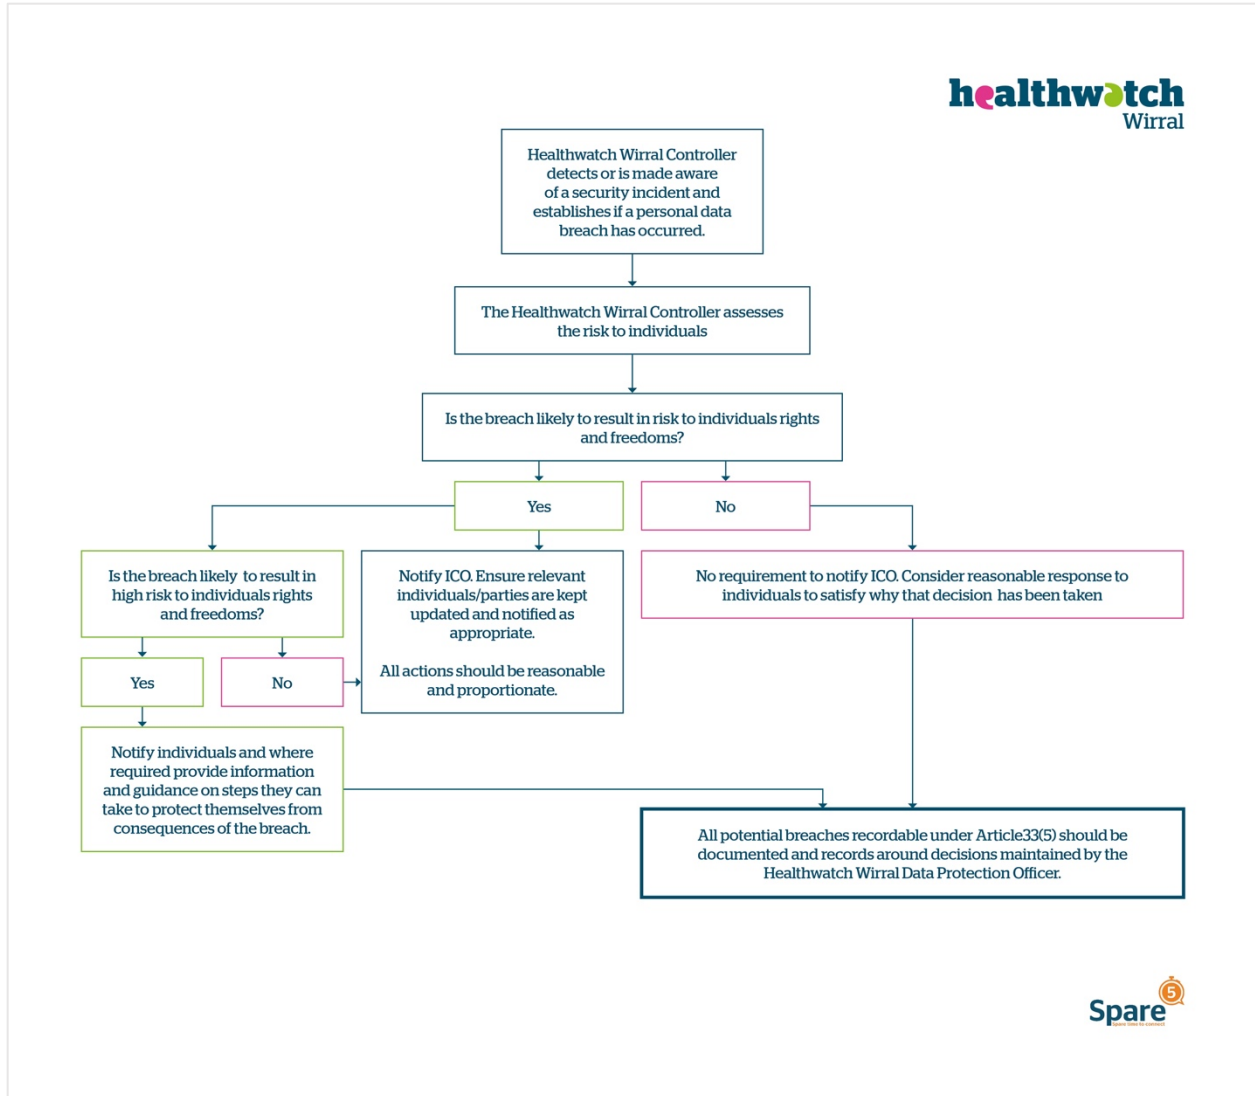 healthwatch
Wirral
Healthwatch Wirral Controller
detects or is made aware
of a security incident and
establishes if a personal data
breach has occurred.
The Healthwatch Wirral Controller assesses
the risk to individuals
Is the breach likely to result in risk to individuals rights
and freedoms?
Yes
No
Is the breach likely to result in
high risk to individuals rights
and freedoms?
Notify ICO. Ensure relevant
individuals/parties are kept
updated and notified as
appropriate.
All actions should be reasonable
and proportionate.
No requirement to notify ICO. Consider reasonable response to
individuals to satisfy why that decision has been taken
Yes
No
Notify individuals and where
required provide information
and guidance on steps they can
take to protect themselves from
consequences of the breach.
All potential breaches recordable under Article33(5) should be
documented and records around decisions maintained by the
Healthwatch Wirral Data Protection Officer.
Spare 5
Spare time to connect